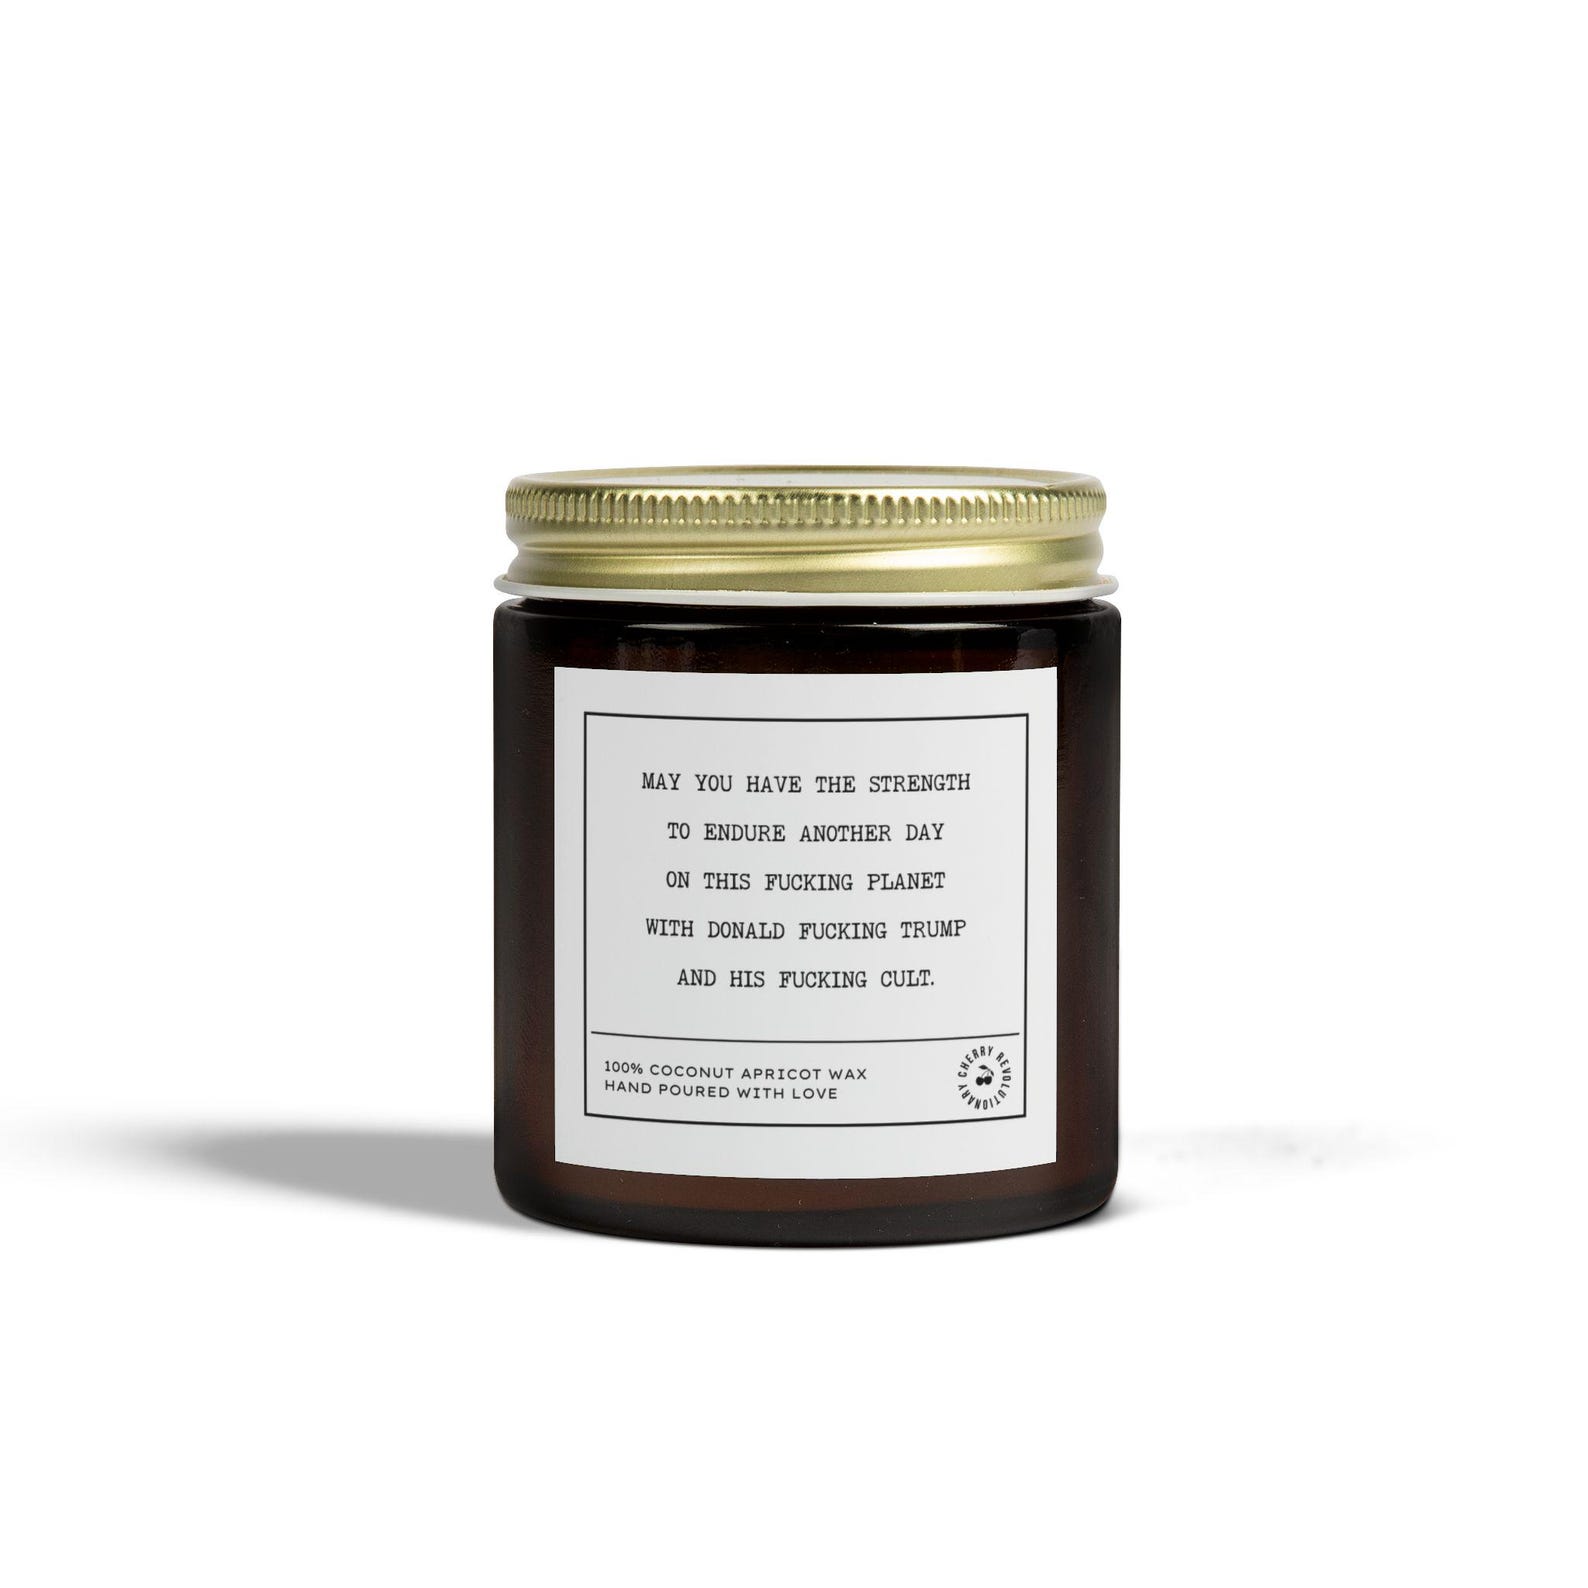 MAY YOU HAVE THE STRENGTH
TO ENDURE ANOTHER DAY
ON THIS FUCKING PLANET
WITH DONALD FUCKING TRUMP
AND HIS FUCKING CULT.
100% COCONUT APRICOT WAX
HAND POURED WITH LOVE
CHERRY REVOLUTIONARY